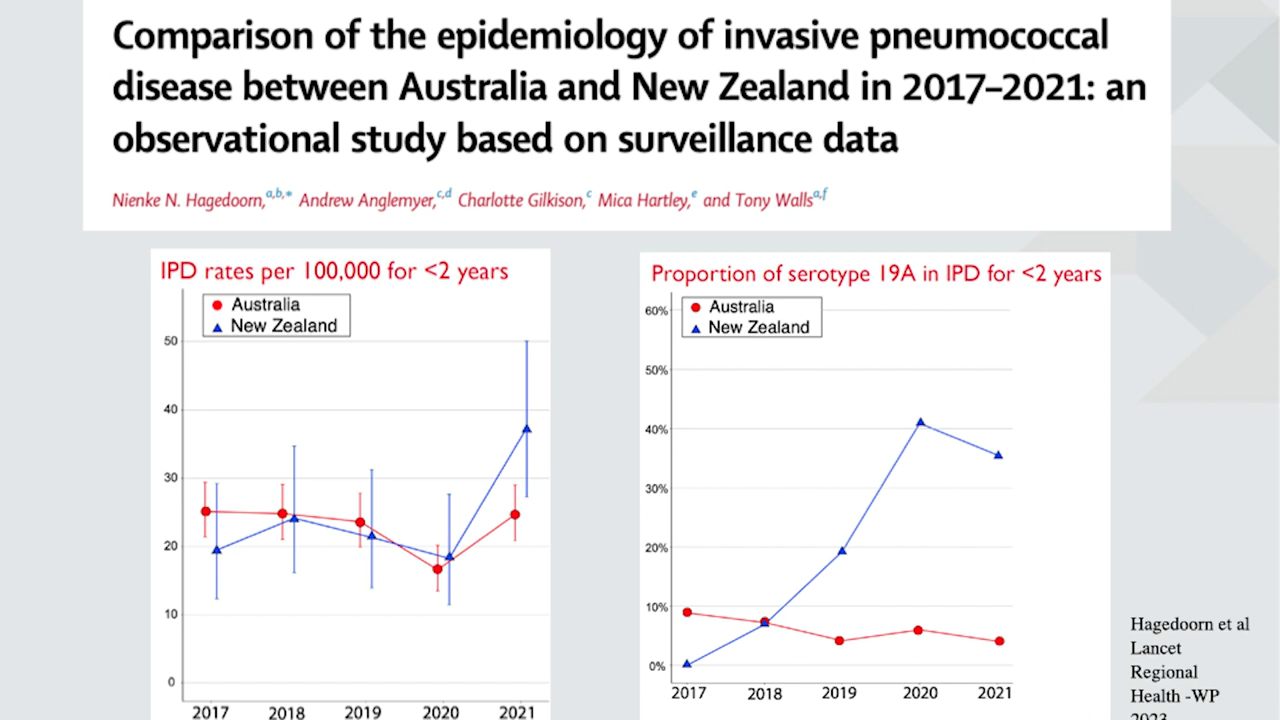 Comparison of the epidemiology of invasive pneumococcal
disease between Australia and New Zealand in 2017–2021: an
observational study based on surveillance data
Nienke N. Hagedoorn,a,b,* Andrew Anglemyer,c,d Charlotte Gilkison,c Mica Hartley,e and Tony Wallsa,f
IPD rates per 100,000 for <2 years
Australia
New Zealand
50
40
30
20
10
0
2017 2018 2019 2020 2021
Proportion of serotype 19A in IPD for <2 years
Australia
New Zealand
60%
50%
40%
30%
20%
10%
0%
2017 2018 2019 2020 2021
Hagedoorn et al
Lancet
Regional
Health -WP
2023